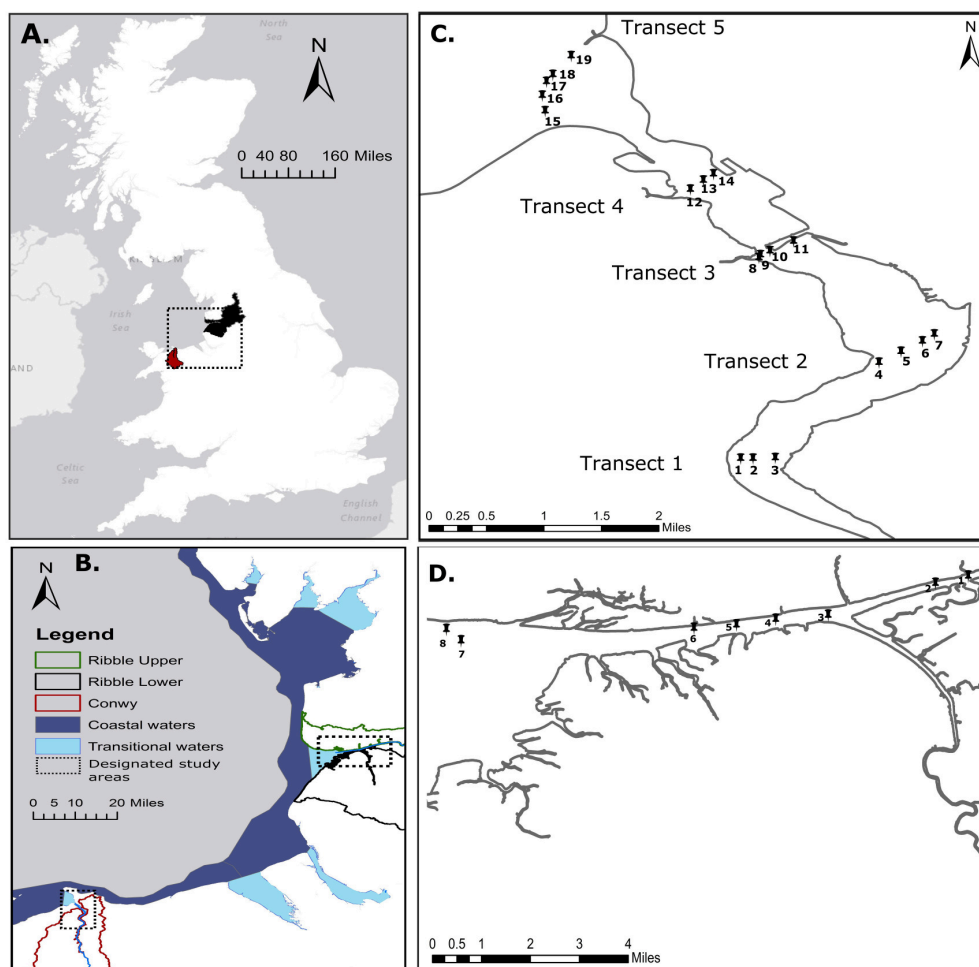 A.
North
Sea
N
0 40 80 160 Miles
Irish
Sea
AND
Celtic
Sea
English
Channel
C.
N
Transect 5
19
18
17
16
15
14
13
12
Transect 4
11
10
9
8
Transect 3
7
6
5
4
Transect 2
Transect 1
1 2 3
0 0.25 0.5 1 1.5 2
Miles
B.
N
Legend
Ribble Upper
Ribble Lower
Conwy
Coastal waters
Transitional waters
Designated study
areas
0 5 10 20 Miles
D.
1
2
3
4
5
6
8
7
0 0.5 1 2 3 4
Miles